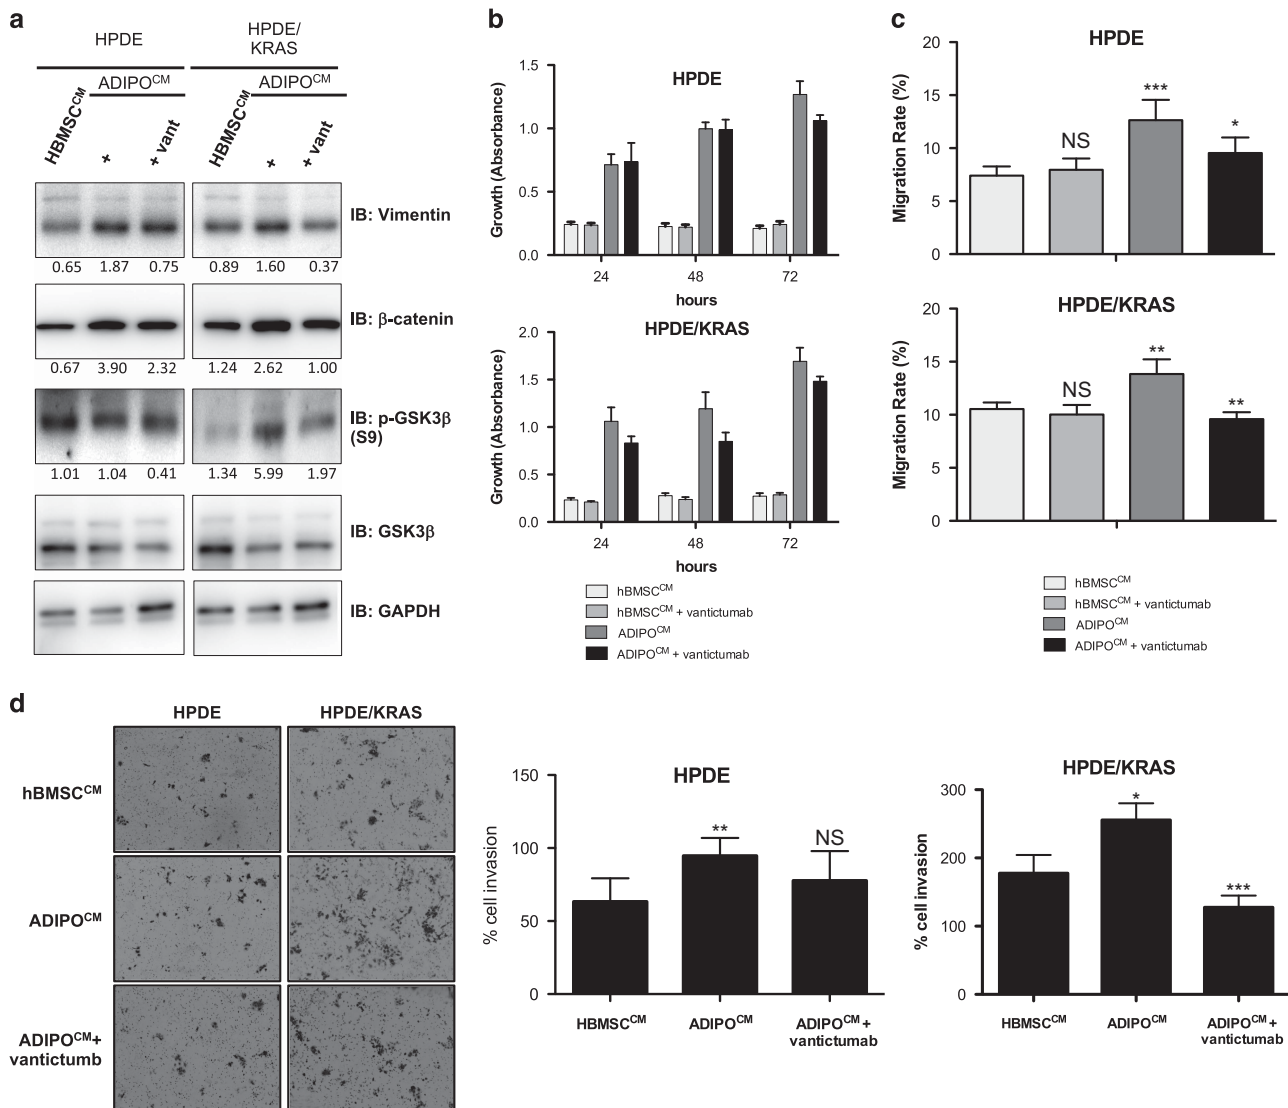 a
HPDE
HPDE/
KRAS
ADIPO^CM
ADIPO^CM
HBMSC^CM
+
+ vant
HBMSC^CM
+
+ vant
IB: Vimentin
0.65 1.87 0.75 0.89 1.60 0.37
IB: β-catenin
0.67 3.90 2.32 1.24 2.62 1.00
IB: p-GSK3β
(S9)
1.01 1.04 0.41 1.34 5.99 1.97
IB: GSK3β
IB: GAPDH
b
HPDE
Growth (Absorbance)
1.5
1.0
0.5
0.0
24 48 72
hours
HPDE/KRAS
Growth (Absorbance)
2.0
1.5
1.0
0.5
0.0
24 48 72
hours
hBMSC^CM
hBMSC^CM + vantictumab
ADIPO^CM
ADIPO^CM + vantictumab
c
HPDE
Migration Rate (%)
20
15
10
5
0
NS
***
*
HPDE/KRAS
Migration Rate (%)
20
15
10
5
0
NS
**
**
hBMSC^CM
hBMSC^CM + vantictumab
ADIPO^CM
ADIPO^CM + vantictumab
d
HPDE HPDE/KRAS
hBMSC^CM
ADIPO^CM
ADIPO^CM+
vantictumb
HPDE
% cell invasion
150
100
50
0
**
NS
HBMSC^CM ADIPO^CM ADIPO^CM +
vantictumab
HPDE/KRAS
% cell invasion
300
200
100
0
*
***
HBMSC^CM ADIPO^CM ADIPO^CM +
vantictumab